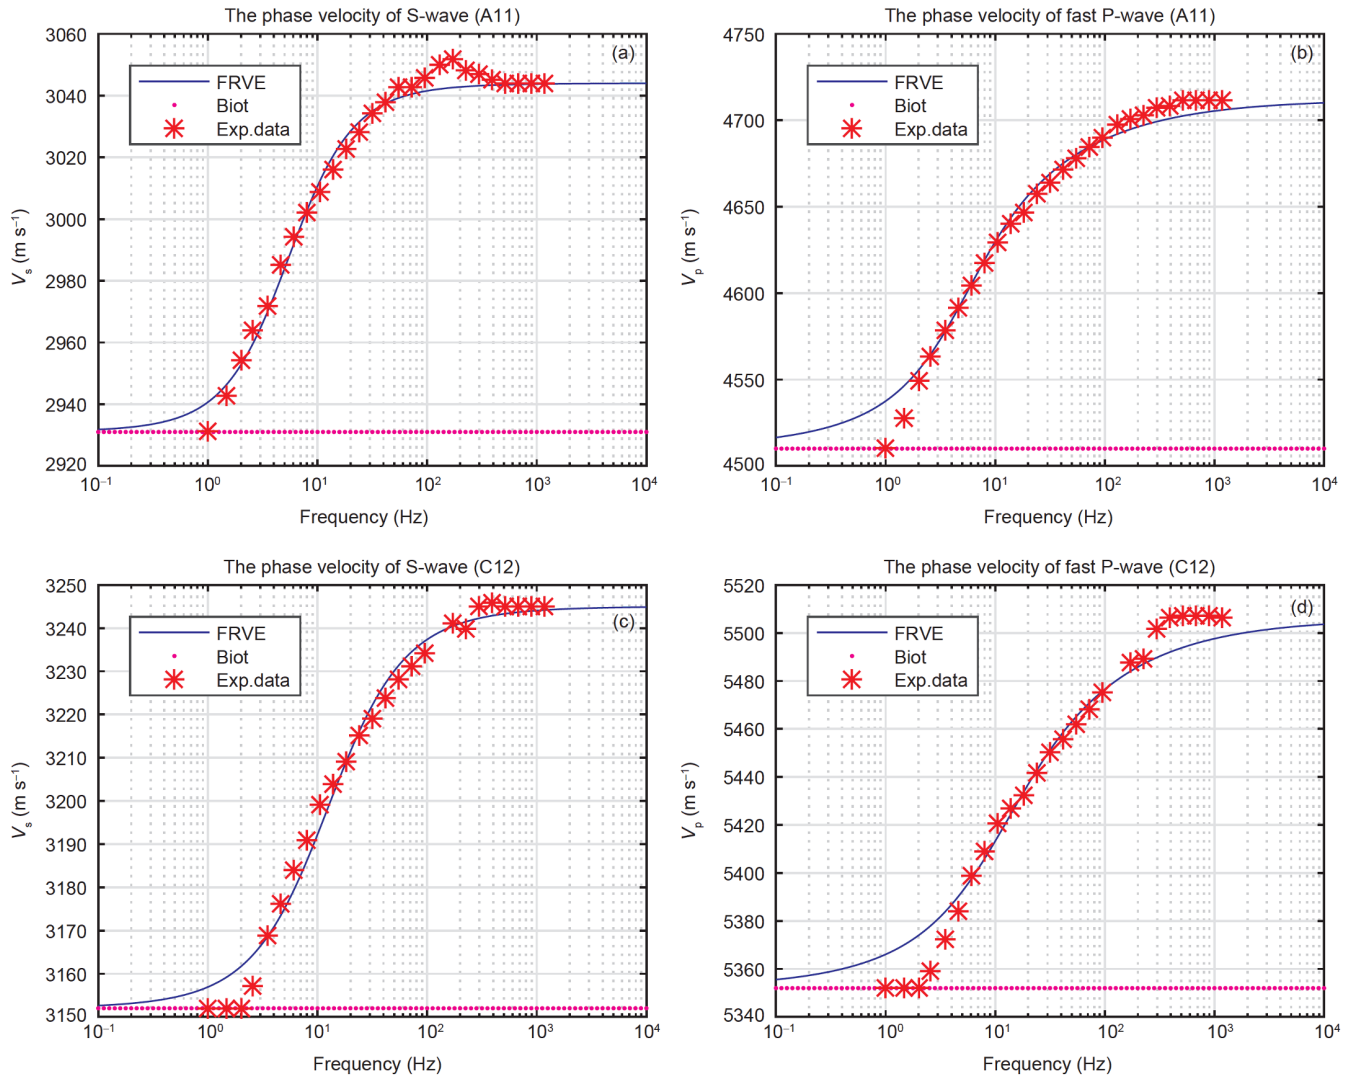 The phase velocity of S-wave (A11)
(a)
FRVE
Biot
Exp.data
3060
3040
3020
3000
2980
2960
2940
2920
Vs (m s⁻¹)
10⁻¹ 10⁰ 10¹ 10² 10³ 10⁴
Frequency (Hz)
The phase velocity of fast P-wave (A11)
(b)
FRVE
Biot
Exp.data
4750
4700
4650
4600
4550
4500
Vp (m s⁻¹)
10⁻¹ 10⁰ 10¹ 10² 10³ 10⁴
Frequency (Hz)
The phase velocity of S-wave (C12)
(c)
FRVE
Biot
Exp.data
3250
3240
3230
3220
3210
3200
3190
3180
3170
3160
3150
Vs (m s⁻¹)
10⁻¹ 10⁰ 10¹ 10² 10³ 10⁴
Frequency (Hz)
The phase velocity of fast P-wave (C12)
(d)
FRVE
Biot
Exp.data
5520
5500
5480
5460
5440
5420
5400
5380
5360
5340
Vp (m s⁻¹)
10⁻¹ 10⁰ 10¹ 10² 10³ 10⁴
Frequency (Hz)